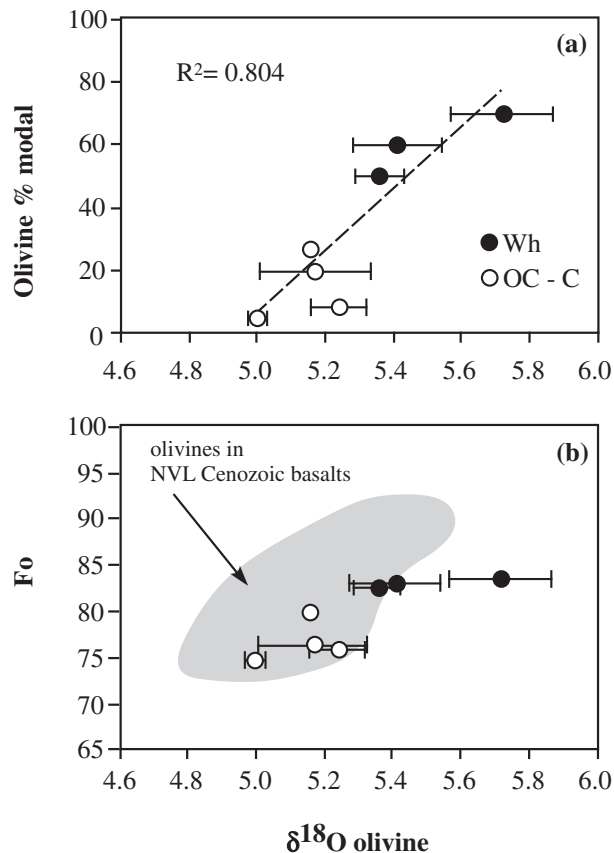 100
(a)
R²= 0.804
80
60
40
20
0
Olivine % modal
Wh
OC - C
4.6 4.8 5.0 5.2 5.4 5.6 5.8 6.0
100
olivines in
NVL Cenozoic basalts
(b)
95
90
85
80
75
70
65
Fo
4.6 4.8 5.0 5.2 5.4 5.6 5.8 6.0
δ¹⁸O olivine